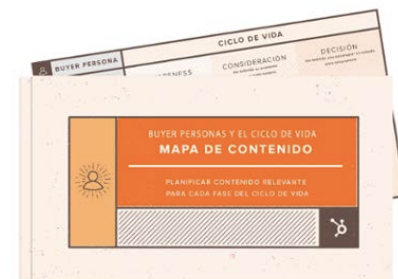 CICLO DE VIDA
BUYER PERSONA
CONSIDERACIÓN
DECISIÓN
BUYER PERSONAS Y EL CICLO DE VIDA
MAPA DE CONTENIDO
PLANIFICAR CONTENIDO RELEVANTE
PARA CADA FASE DEL CICLO DE VIDA